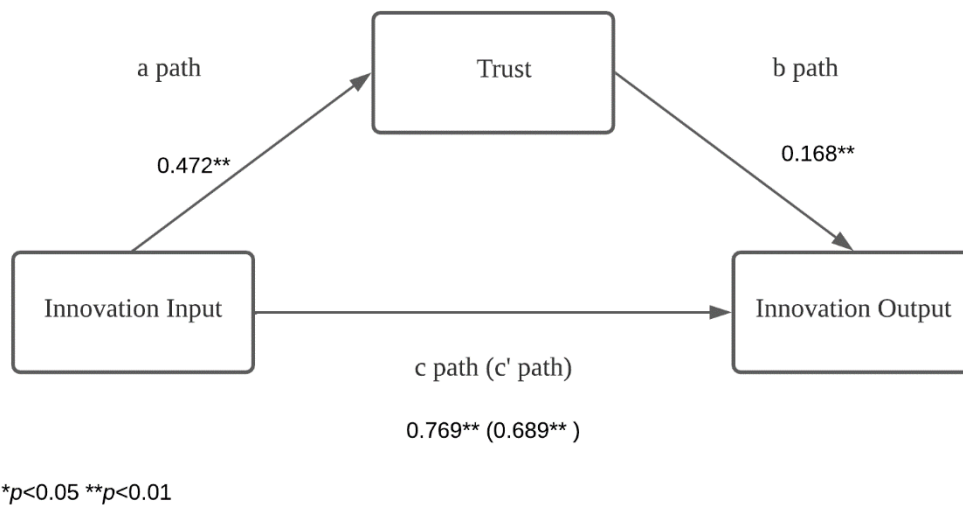 a path
Trust
b path
0.472**
0.168**
Innovation Input
Innovation Output
c path (c' path)
0.769** (0.689** )
*p<0.05 **p<0.01